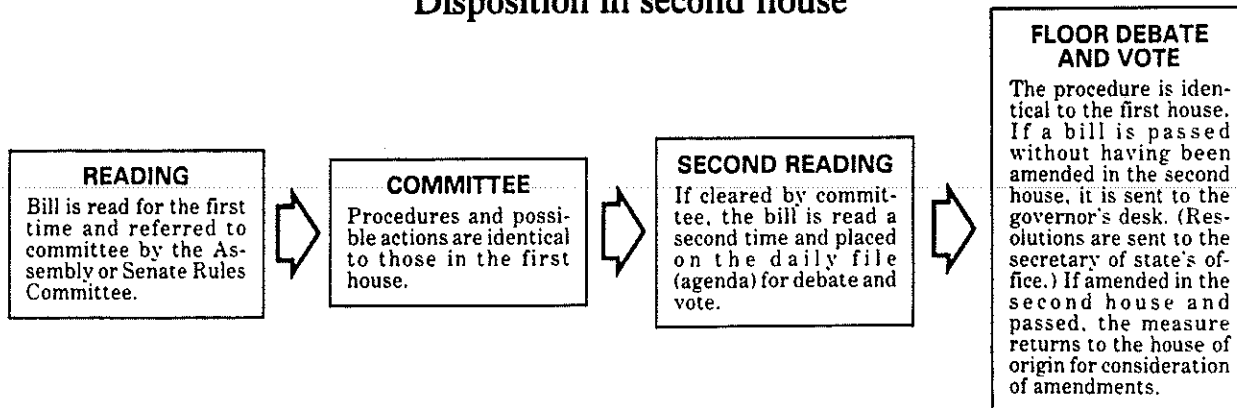 Disposition in second house
READING
Bill is read for the first
time and referred to
committee by the As-
sembly or Senate Rules
Committee.
COMMITTEE
Procedures and possi-
ble actions are identical
to those in the first
house.
SECOND READING
If cleared by commit-
tee, the bill is read a
second time and placed
on the daily file
(agenda) for debate and
vote.
FLOOR DEBATE
AND VOTE
The procedure is iden-
tical to the first house.
If a bill is passed
without having been
amended in the second
house, it is sent to the
governor's desk. (Res-
olutions are sent to the
secretary of state's of-
fice.) If amended in the
second house and
passed, the measure
returns to the house of
origin for consideration
of amendments.